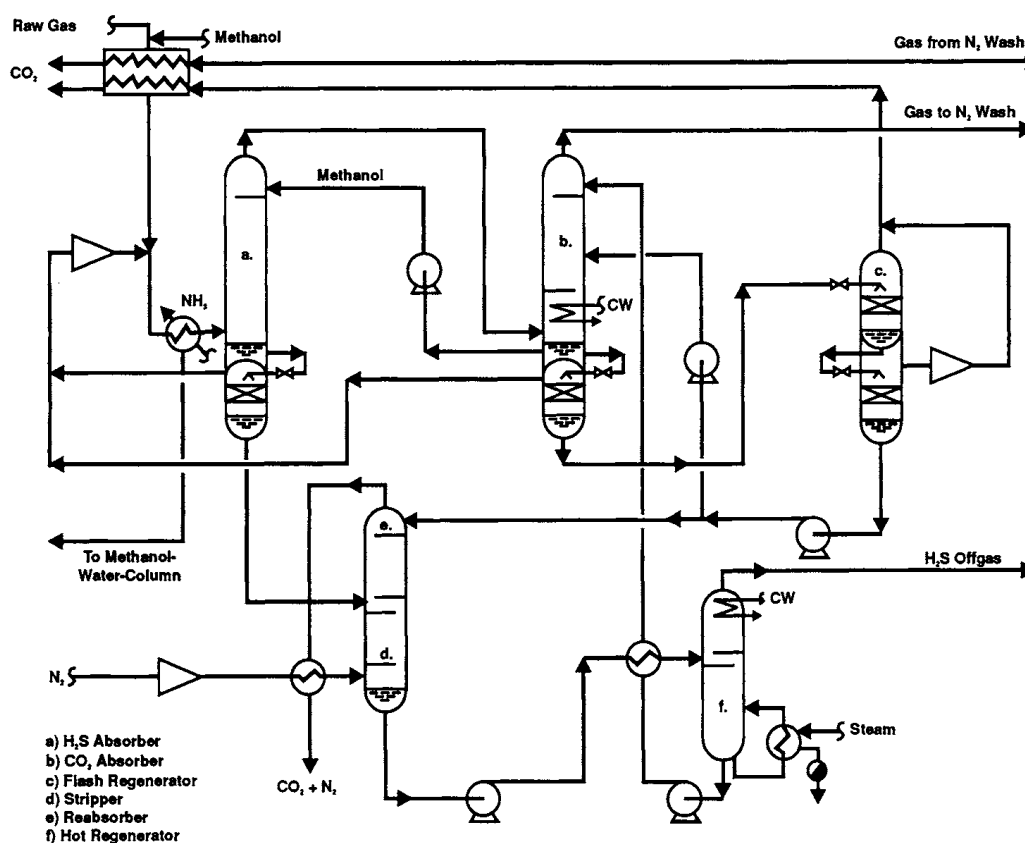 Raw Gas
Methanol
Gas from N₂ Wash
CO₂
Gas to N₂ Wash
Methanol
a.
b.
c.
NH₃
CW
To Methanol-
Water-Column
e.
H₂S Offgas
CW
d.
N₂
f.
Steam
CO₂ + N₂
a) H₂S Absorber
b) CO₂ Absorber
c) Flash Regenerator
d) Stripper
e) Reabsorber
f) Hot Regenerator